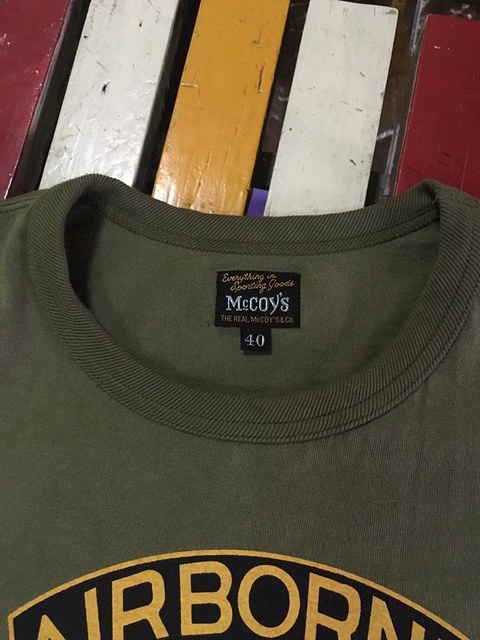 Everything in
Sporting Goods
McCOY'S
THE REAL McCOY'S & Co.
40
AIRBORN